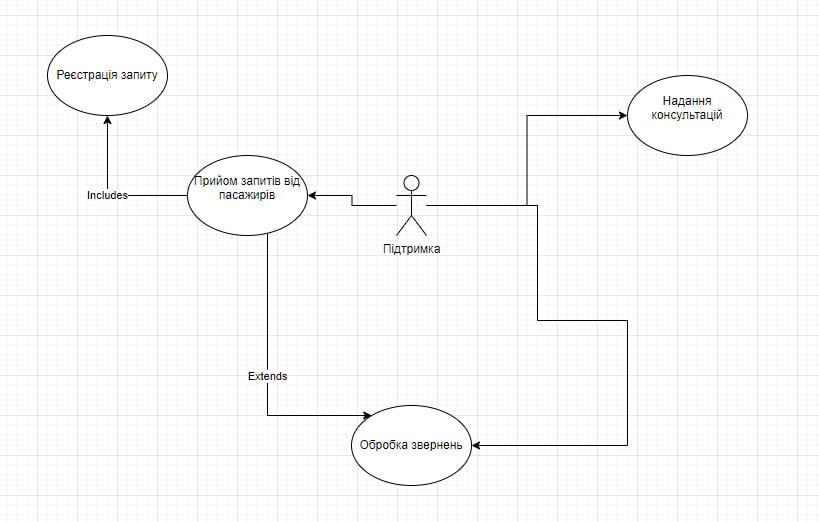 Реєстрація запиту
Надання
консультацій
Прийом запитів від
пасажирів
Includes
Підтримка
Extends
Обробка звернень